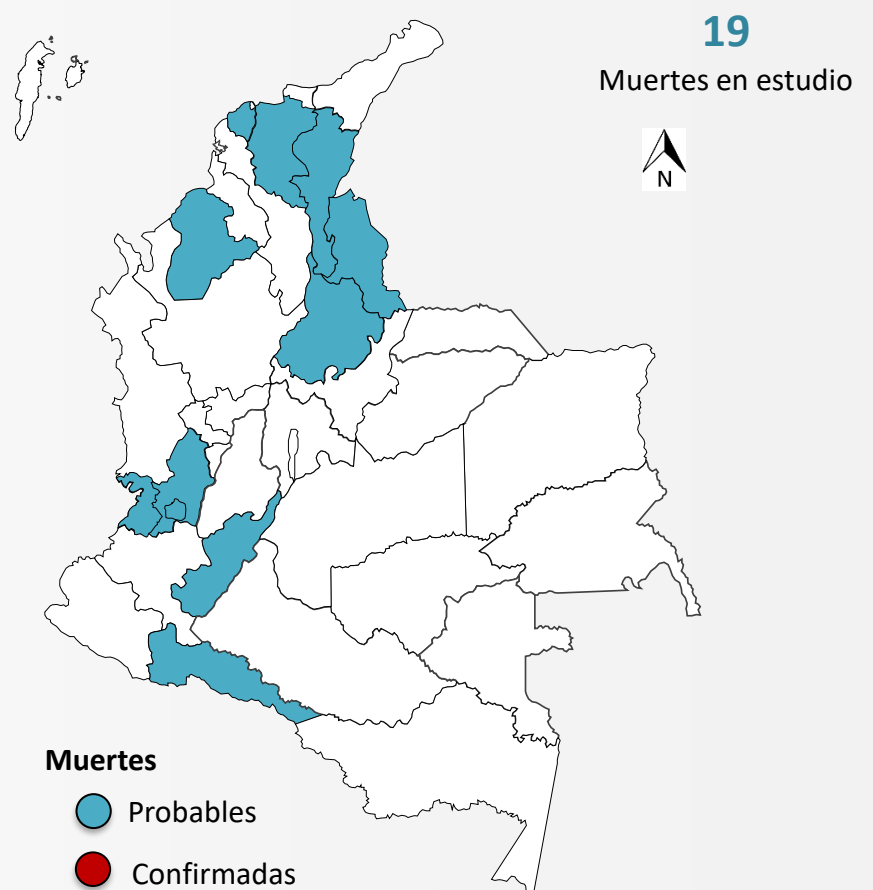 19
Muertes en estudio
N
Muertes
Probables
Confirmadas